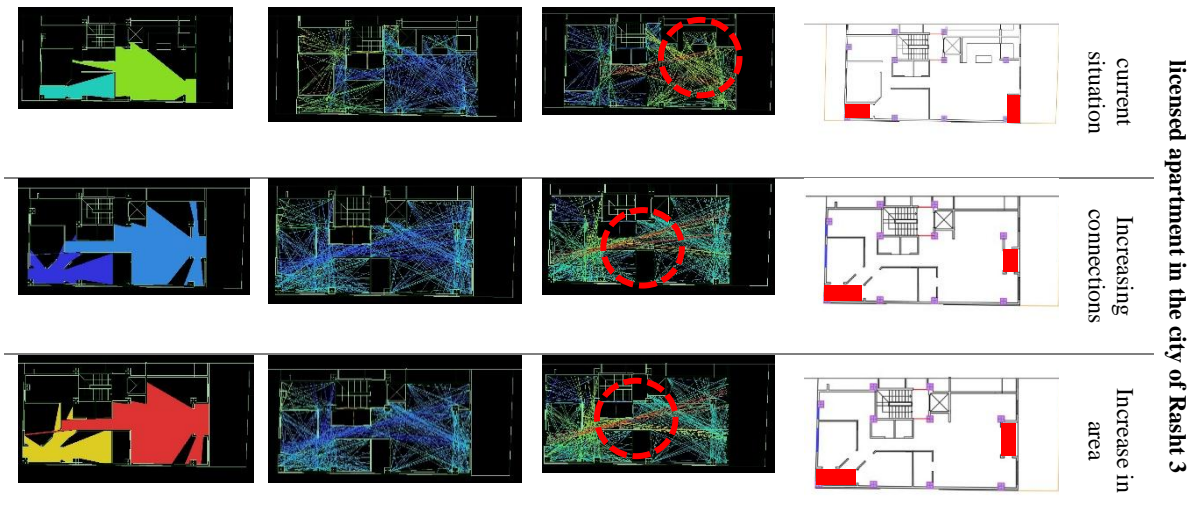 licensed apartment in the city of Rasht 3
current
situation
Increasing
connections
Increase in
area